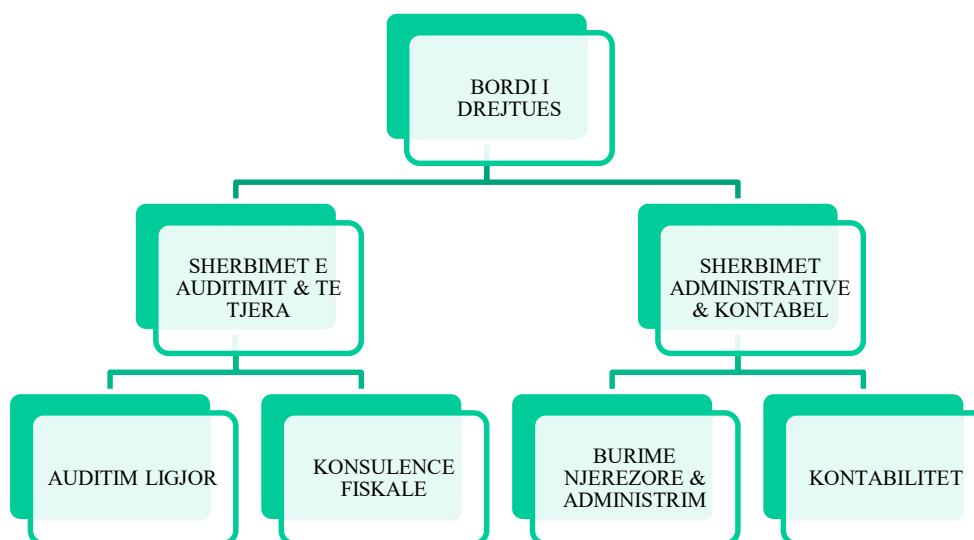 BORDI I
DREJTUES
SHERBIMET E
AUDITIMIT & TE
TJERA
SHERBIMET
ADMINISTRATIVE
& KONTABEL
AUDITIM LIGJOR
KONSULENCE
FISKALE
BURIME
NJEREZORE &
ADMINISTRIM
KONTABILITET